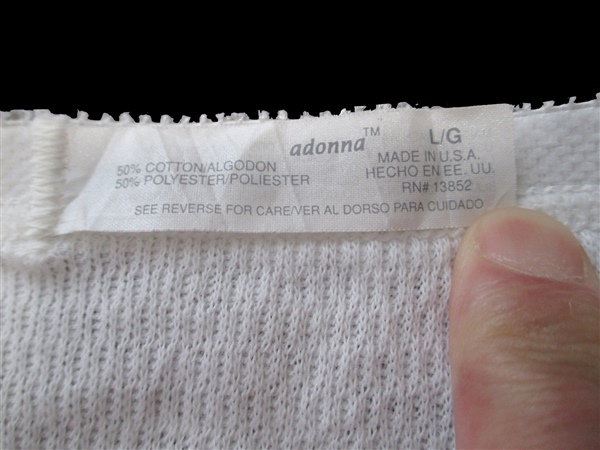 adonna™
L/G
50% COTTON/ALGODON
50% POLYESTER/POLIESTER
MADE IN U.S.A.
HECHO EN EE. UU.
RN# 13852
SEE REVERSE FOR CARE/VER AL DORSO PARA CUIDADO